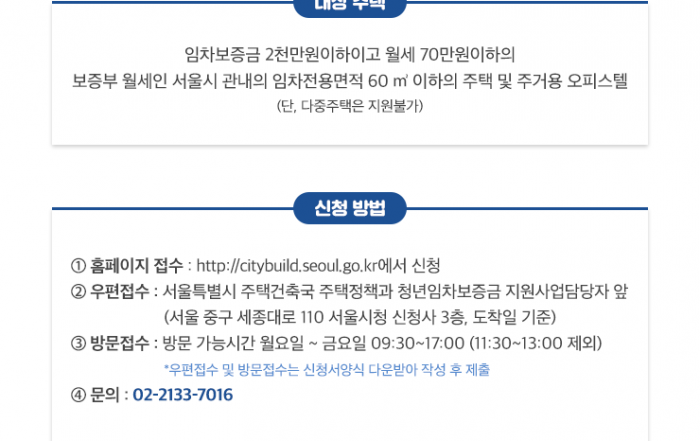 대상 주택
임차보증금 2천만원이하이고 월세 70만원이하의
보증부 월세인 서울시 관내의 임차전용면적 60 ㎡ 이하의 주택 및 주거용 오피스텔
(단, 다중주택은 지원불가)
신청 방법
① 홈페이지 접수 : http://citybuild.seoul.go.kr에서 신청
② 우편접수 : 서울특별시 주택건축국 주택정책과 청년임차보증금 지원사업담당자 앞
(서울 중구 세종대로 110 서울시청 신청사 3층, 도착일 기준)
③ 방문접수 : 방문 가능시간 월요일 ~ 금요일 09:30~17:00 (11:30~13:00 제외)
*우편접수 및 방문접수는 신청서양식 다운받아 작성 후 제출
④ 문의 : 02-2133-7016